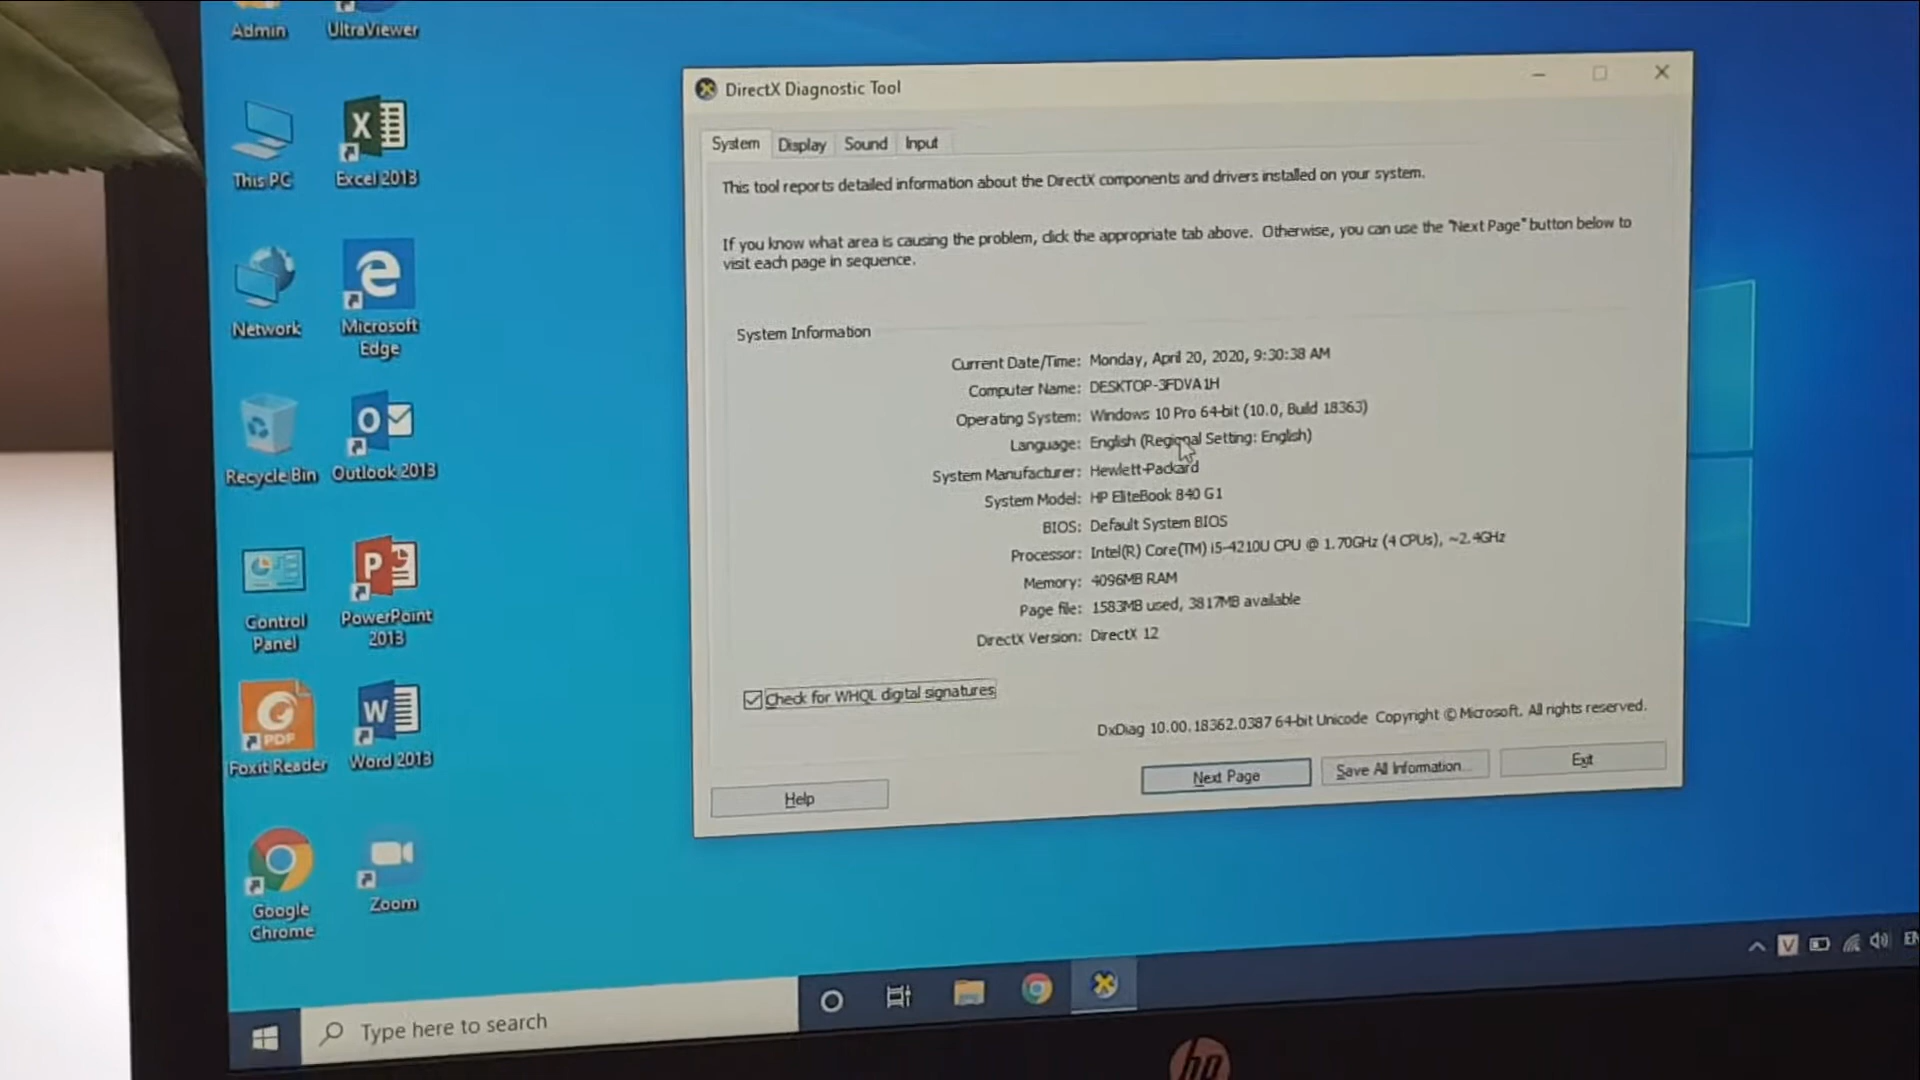 Admin
UltraViewer
This PC
Excel 2013
Network
Microsoft
Edge
Recycle Bin
Outlook 2013
Control
Panel
PowerPoint
2013
PDF
Foxit Reader
Word 2013
Google
Chrome
Zoom
DirectX Diagnostic Tool
System
Display
Sound
Input
This tool reports detailed information about the DirectX components and drivers installed on your system.
If you know what area is causing the problem, click the appropriate tab above. Otherwise, you can use the "Next Page" button below to
visit each page in sequence.
System Information
Current Date/Time: Monday, April 20, 2020, 9:30:38 AM
Computer Name: DESKTOP-3FDVA1H
Operating System: Windows 10 Pro 64-bit (10.0, Build 18363)
Language: English (Regional Setting: English)
System Manufacturer: Hewlett-Packard
System Model: HP EliteBook 840 G1
BIOS: Default System BIOS
Processor: Intel(R) Core(TM) i5-4210U CPU @ 1.70GHz (4 CPUs), ~2.4GHz
Memory: 4096MB RAM
Page file: 1583MB used, 3817MB available
DirectX Version: DirectX 12
Check for WHQL digital signatures
DxDiag 10.00.18362.0387 64-bit Unicode Copyright © Microsoft. All rights reserved.
Help
Next Page
Save All Information...
Exit
Type here to search
V
EN
hp